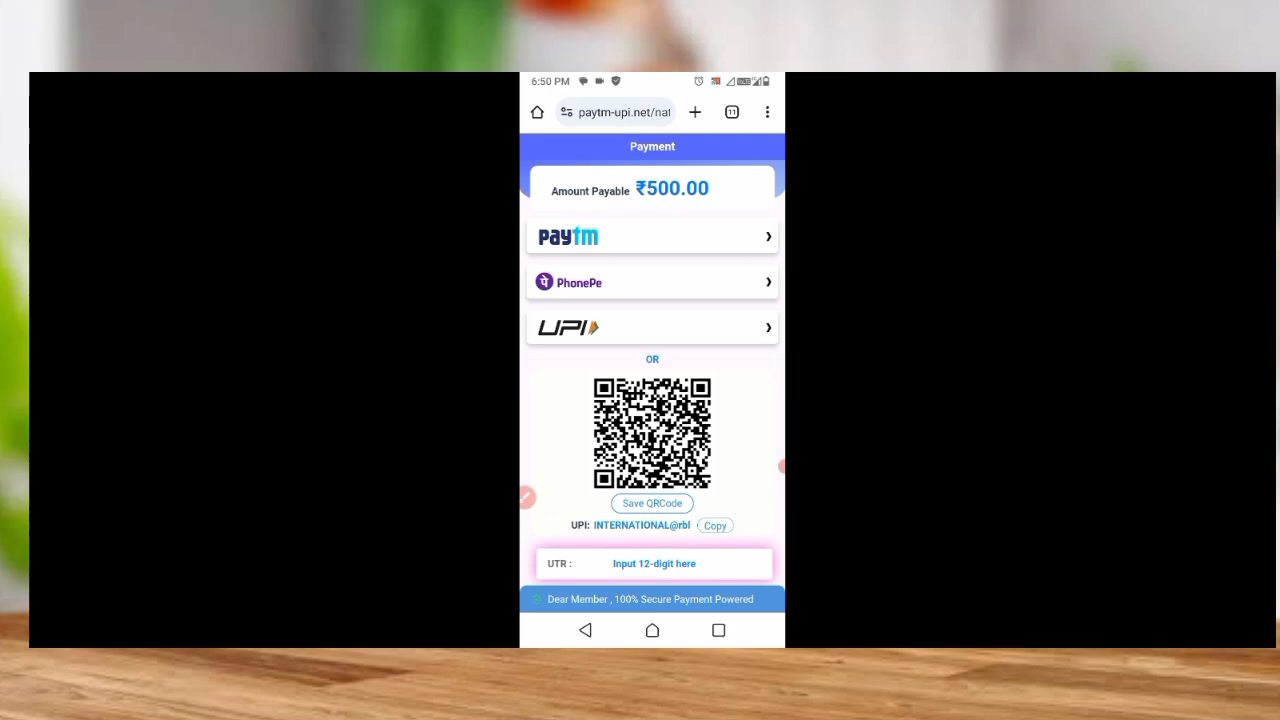 6:50 PM
paytm-upi.net/nat
11
Payment
Amount Payable ₹500.00
paytm
पे PhonePe
UPI
OR
Save QRCode
UPI: INTERNATIONAL@rbl Copy
UTR : Input 12-digit here
Dear Member , 100% Secure Payment Powered